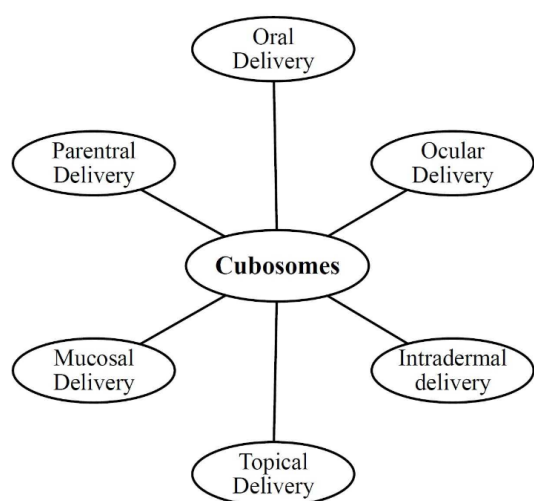 Oral
Delivery
Parentral
Delivery
Ocular
Delivery
Cubosomes
Mucosal
Delivery
Intradermal
delivery
Topical
Delivery